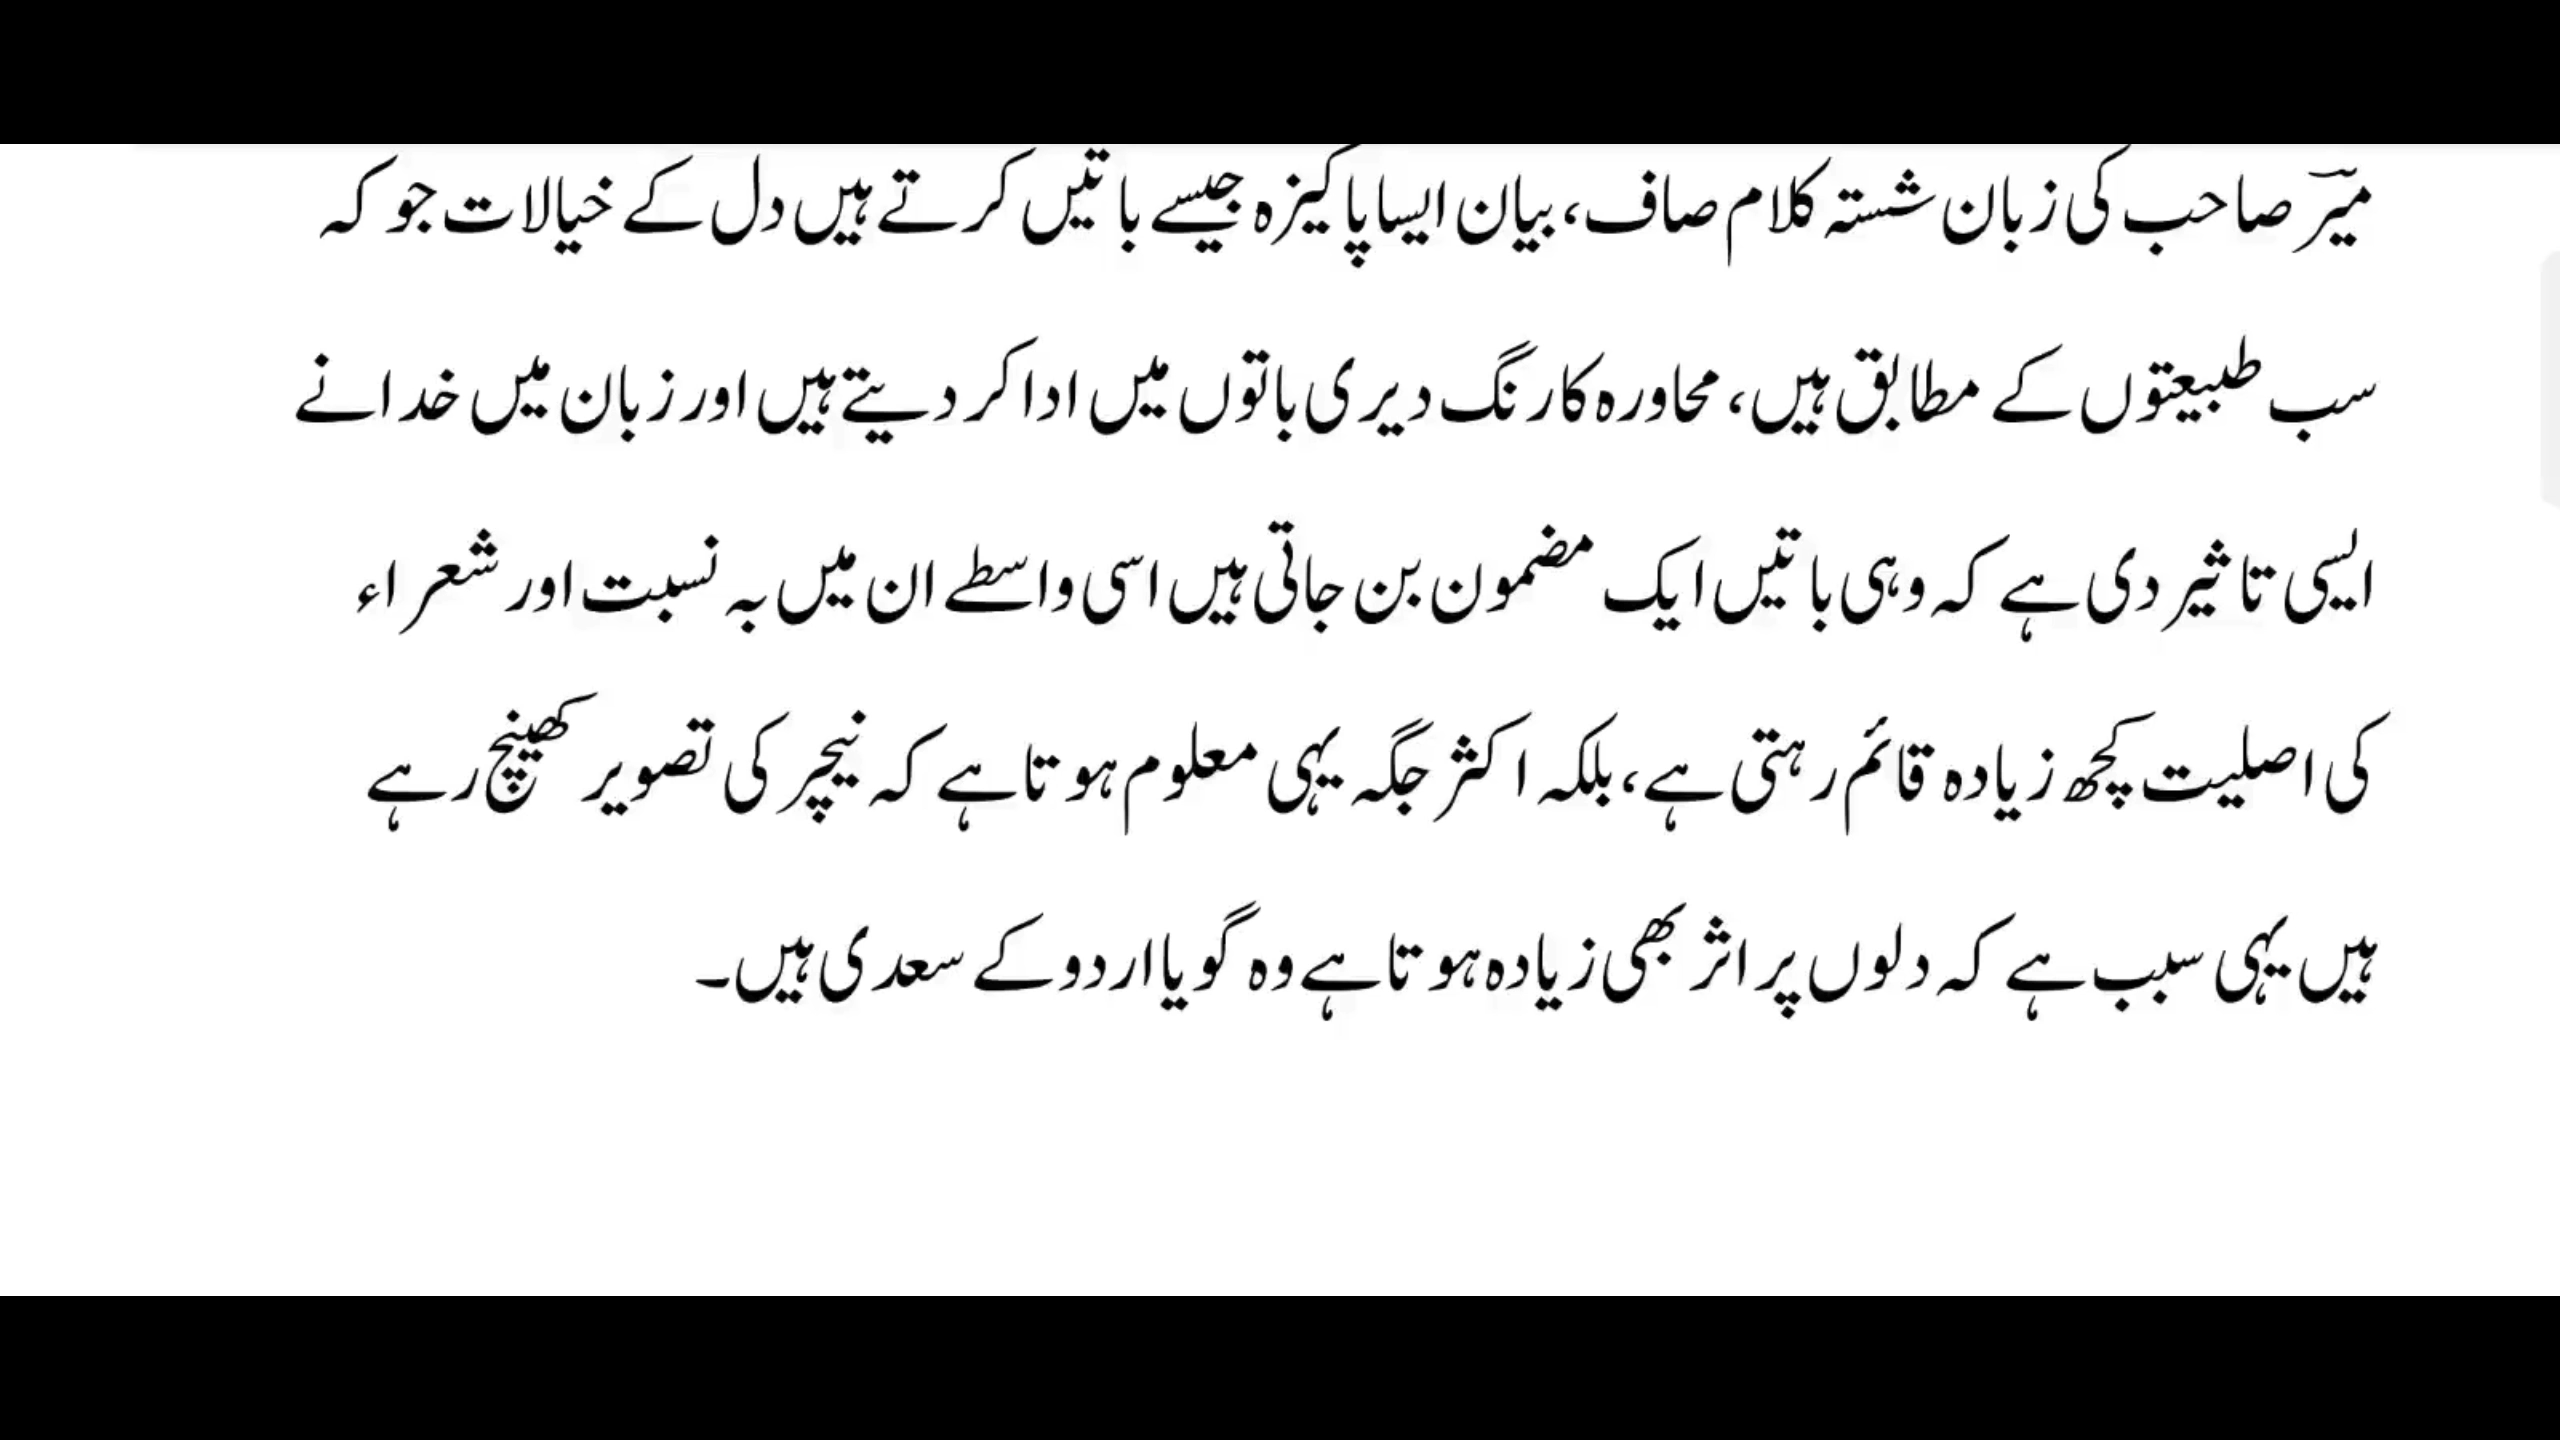 میرؔ صاحب کی زبان شستہ کلام صاف، بیان ایسا پاکیزہ جیسے باتیں کرتے ہیں دل کے خیالات جو کہ
سب طبیعتوں کے مطابق ہیں، محاورہ کا رنگ دیری باتوں میں ادا کر دیتے ہیں اور زبان میں خدا نے
ایسی تاثیر دی ہے کہ وہی باتیں ایک مضمون بن جاتی ہیں اسی واسطے ان میں بہ نسبت اور شعراء
کی اصلیت کچھ زیادہ قائم رہتی ہے، بلکہ اکثر جگہ یہی معلوم ہوتا ہے کہ نیچر کی تصویر کھینچ رہے
ہیں یہی سبب ہے کہ دلوں پر اثر بھی زیادہ ہوتا ہے وہ گویا اردو کے سعدی ہیں۔